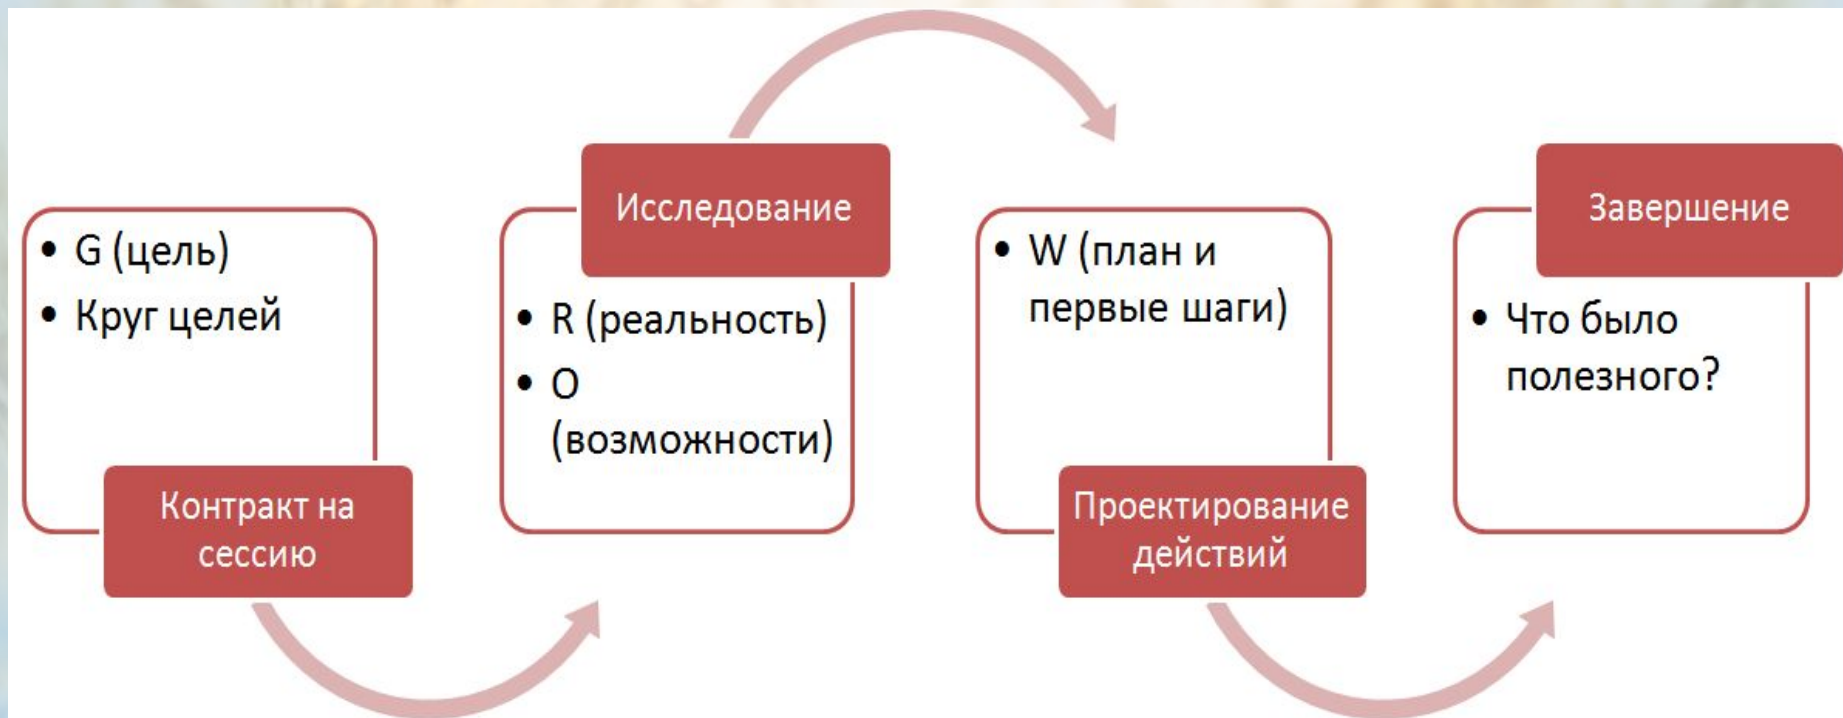 • G (цель)
• Круг целей
Контракт на
сессию
Исследование
• R (реальность)
• O
(возможности)
• W (план и
первые шаги)
Проектирование
действий
Завершение
• Что было
полезного?